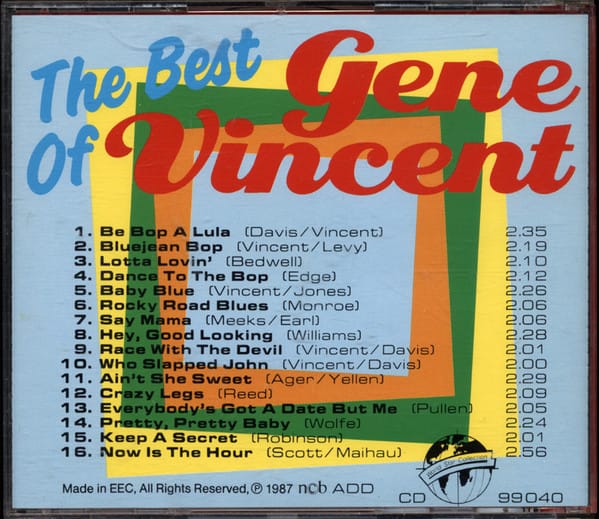 The Best Gene
Of Vincent
1. Be Bop A Lula (Davis/Vincent) 2.35
2. Bluejean Bop (Vincent/Levy) 2.19
3. Lotta Lovin' (Bedwell) 2.10
4. Dance To The Bop (Edge) 2.12
5. Baby Blue (Vincent/Jones) 2.26
6. Rocky Road Blues (Monroe) 2.06
7. Say Mama (Meeks/Earl) 2.06
8. Hey, Good Looking (Williams) 2.28
9. Race With The Devil (Vincent/Davis) 2.01
10. Who Slapped John (Vincent/Davis) 2.00
11. Ain't She Sweet (Ager/Yellen) 2.29
12. Crazy Legs (Reed) 2.09
13. Everybody's Got A Date But Me (Pullen) 2.05
14. Pretty, Pretty Baby (Wolfe) 2.24
15. Keep A Secret (Robinson) 2.01
16. Now Is The Hour (Scott/Maihau) 2.56
World Star Collection
Made in EEC, All Rights Reserved, ℗ 1987 ncb ADD CD 99040